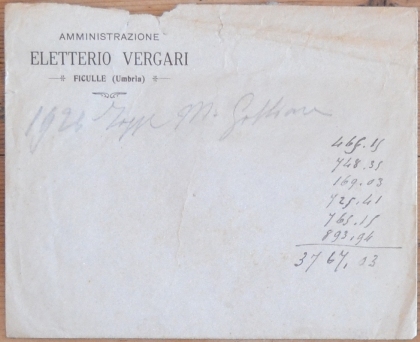 AMMINISTRAZIONE
ELETTERIO VERGARI
FICULLE (Umbria)
465.15
748.35
169.03
725.41
765.15
893.94
3767,03